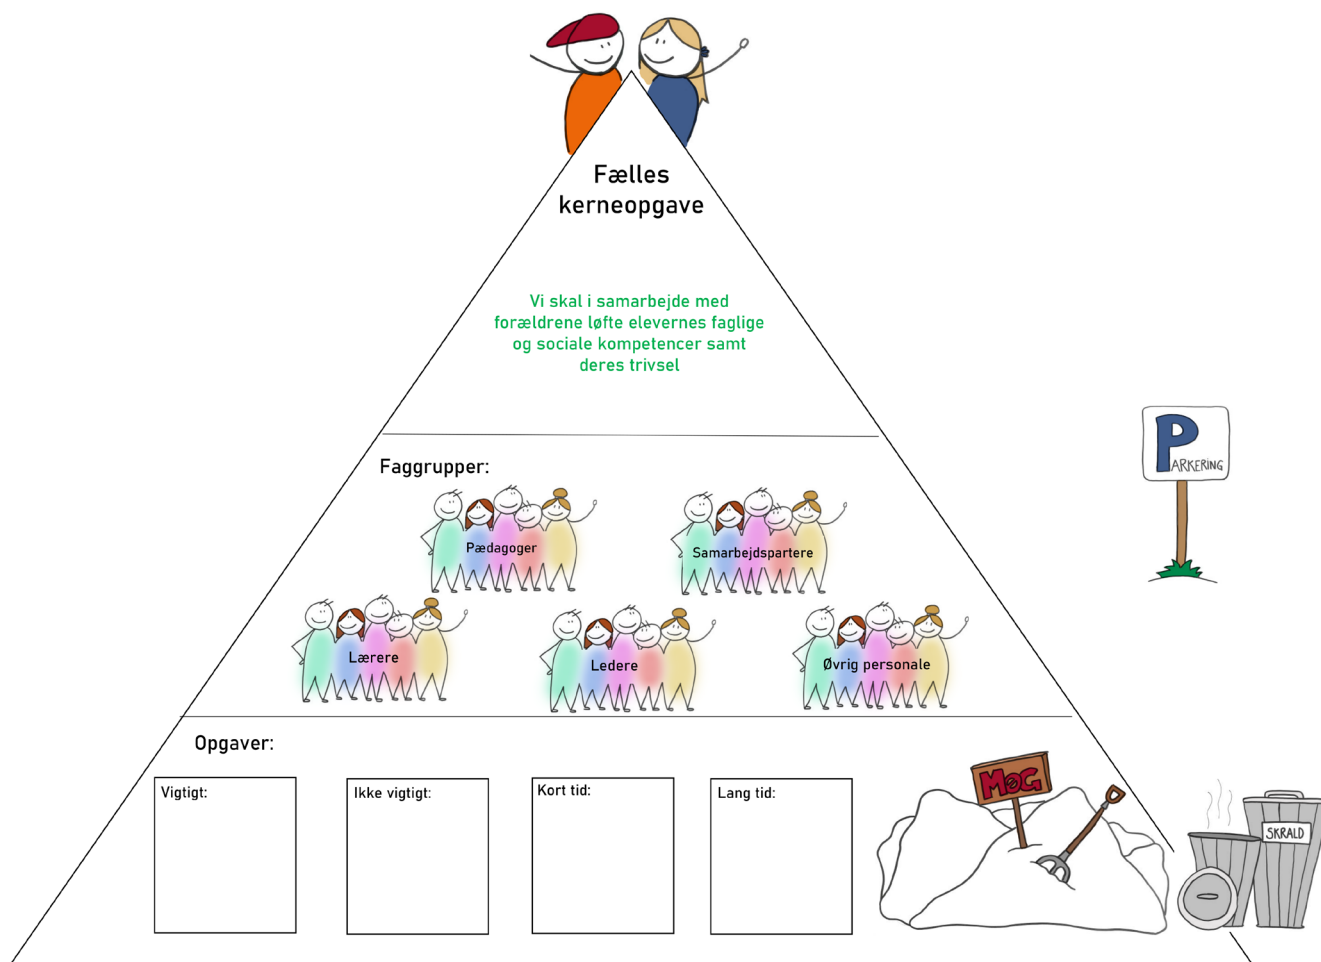 Fælles
kerneopgave
Vi skal i samarbejde med
forældrene løfte elevernes faglige
og sociale kompetencer samt
deres trivsel
PARKERING
Faggrupper:
Pædagoger
Samarbejdspartere
Lærere
Ledere
Øvrig personale
Opgaver:
Vigtigt:
Ikke vigtigt:
Kort tid:
Lang tid:
MØG
SKRALD